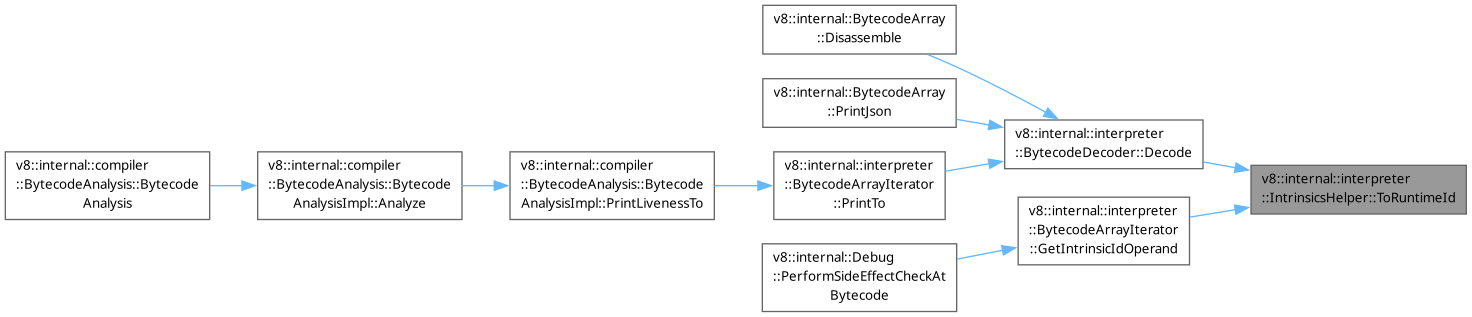 v8::internal::BytecodeArray
::Disassemble
v8::internal::BytecodeArray
::PrintJson
v8::internal::interpreter
::BytecodeDecoder::Decode
v8::internal::compiler
::BytecodeAnalysis::Bytecode
Analysis
v8::internal::compiler
::BytecodeAnalysis::Bytecode
AnalysisImpl::Analyze
v8::internal::compiler
::BytecodeAnalysis::Bytecode
AnalysisImpl::PrintLivenessTo
v8::internal::interpreter
::BytecodeArrayIterator
::PrintTo
v8::internal::interpreter
::IntrinsicsHelper::ToRuntimeId
v8::internal::interpreter
::BytecodeArrayIterator
::GetIntrinsicIdOperand
v8::internal::Debug
::PerformSideEffectCheckAt
Bytecode